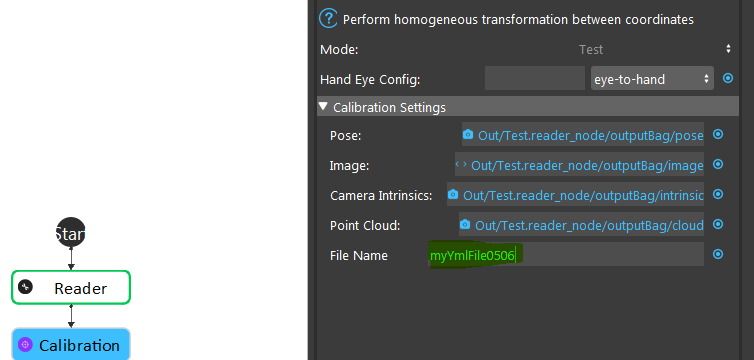 Perform homogeneous transformation between coordinates
Mode: Test
Hand Eye Config: eye-to-hand
Calibration Settings
Pose: Out/Test.reader_node/outputBag/pose
Image: Out/Test.reader_node/outputBag/image
Camera Intrinsics: Out/Test.reader_node/outputBag/intrinsic
Point Cloud: Out/Test.reader_node/outputBag/cloud
File Name myYmlFile0506
Start
Reader
Calibration